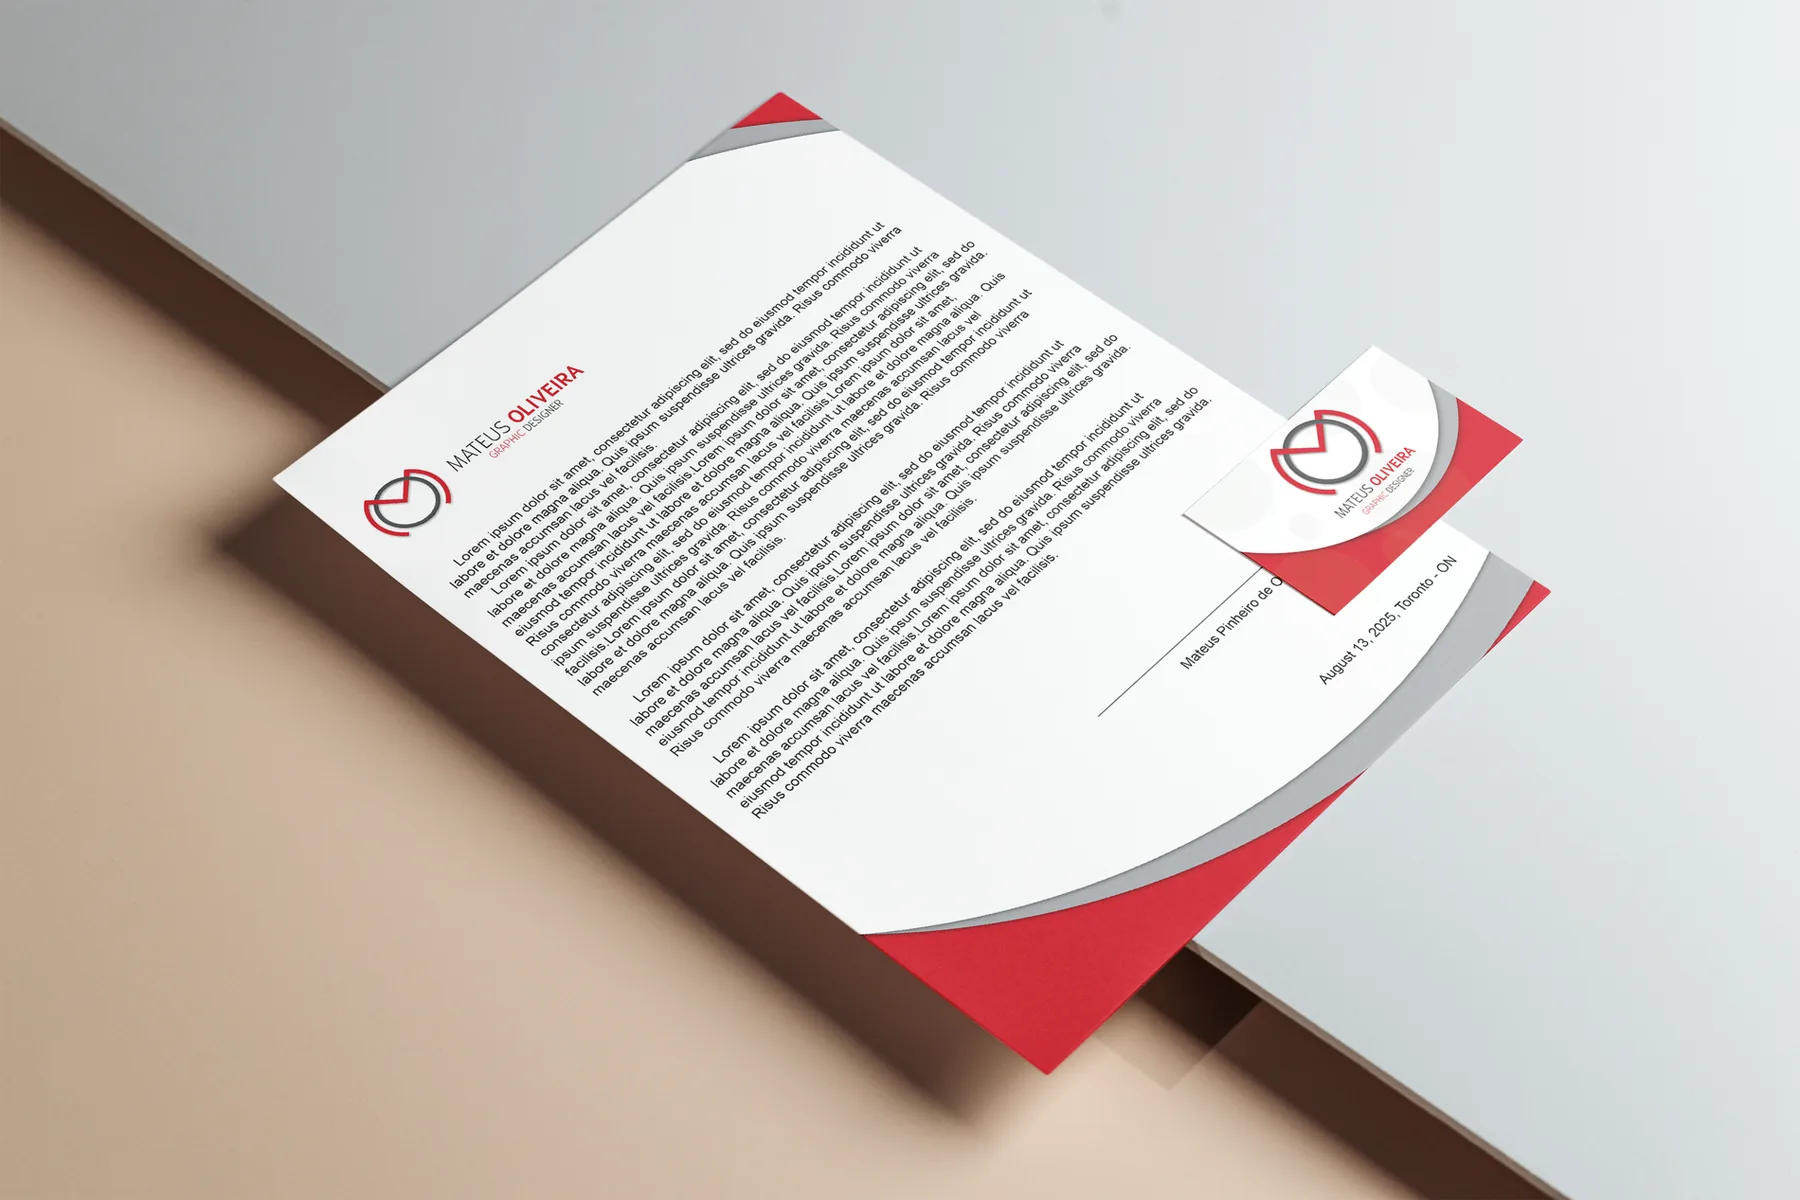 MATEUS OLIVEIRA
GRAPHIC DESIGNER
Lorem ipsum dolor sit amet, consectetur adipiscing elit, sed do eiusmod tempor incididunt ut
labore et dolore magna aliqua. Quis ipsum suspendisse ultrices gravida. Risus commodo viverra
maecenas accumsan lacus vel facilisis.
Lorem ipsum dolor sit amet, consectetur adipiscing elit, sed do eiusmod tempor incididunt ut
labore et dolore magna aliqua. Quis ipsum suspendisse ultrices gravida. Risus commodo viverra
maecenas accumsan lacus vel facilisis.Lorem ipsum dolor sit amet, consectetur adipiscing elit, sed do
eiusmod tempor incididunt ut labore et dolore magna aliqua. Quis ipsum suspendisse ultrices gravida.
Risus commodo viverra maecenas accumsan lacus vel facilisis.Lorem ipsum dolor sit amet,
consectetur adipiscing elit, sed do eiusmod tempor incididunt ut labore et dolore magna aliqua. Quis
ipsum suspendisse ultrices gravida. Risus commodo viverra maecenas accumsan lacus vel
facilisis.Lorem ipsum dolor sit amet, consectetur adipiscing elit, sed do eiusmod tempor incididunt ut
labore et dolore magna aliqua. Quis ipsum suspendisse ultrices gravida. Risus commodo viverra
maecenas accumsan lacus vel facilisis.
Lorem ipsum dolor sit amet, consectetur adipiscing elit, sed do eiusmod tempor incididunt ut
labore et dolore magna aliqua. Quis ipsum suspendisse ultrices gravida. Risus commodo viverra
maecenas accumsan lacus vel facilisis.Lorem ipsum dolor sit amet, consectetur adipiscing elit, sed do
eiusmod tempor incididunt ut labore et dolore magna aliqua. Quis ipsum suspendisse ultrices gravida.
Risus commodo viverra maecenas accumsan lacus vel facilisis.
Lorem ipsum dolor sit amet, consectetur adipiscing elit, sed do eiusmod tempor incididunt ut
labore et dolore magna aliqua. Quis ipsum suspendisse ultrices gravida. Risus commodo viverra
maecenas accumsan lacus vel facilisis.Lorem ipsum dolor sit amet, consectetur adipiscing elit, sed do
eiusmod tempor incididunt ut labore et dolore magna aliqua. Quis ipsum suspendisse ultrices gravida.
Risus commodo viverra maecenas accumsan lacus vel facilisis.
Mateus Pinheiro de
August 13, 2025, Toronto - ON
MATEUS OLIVEIRA
GRAPHIC DESIGNER